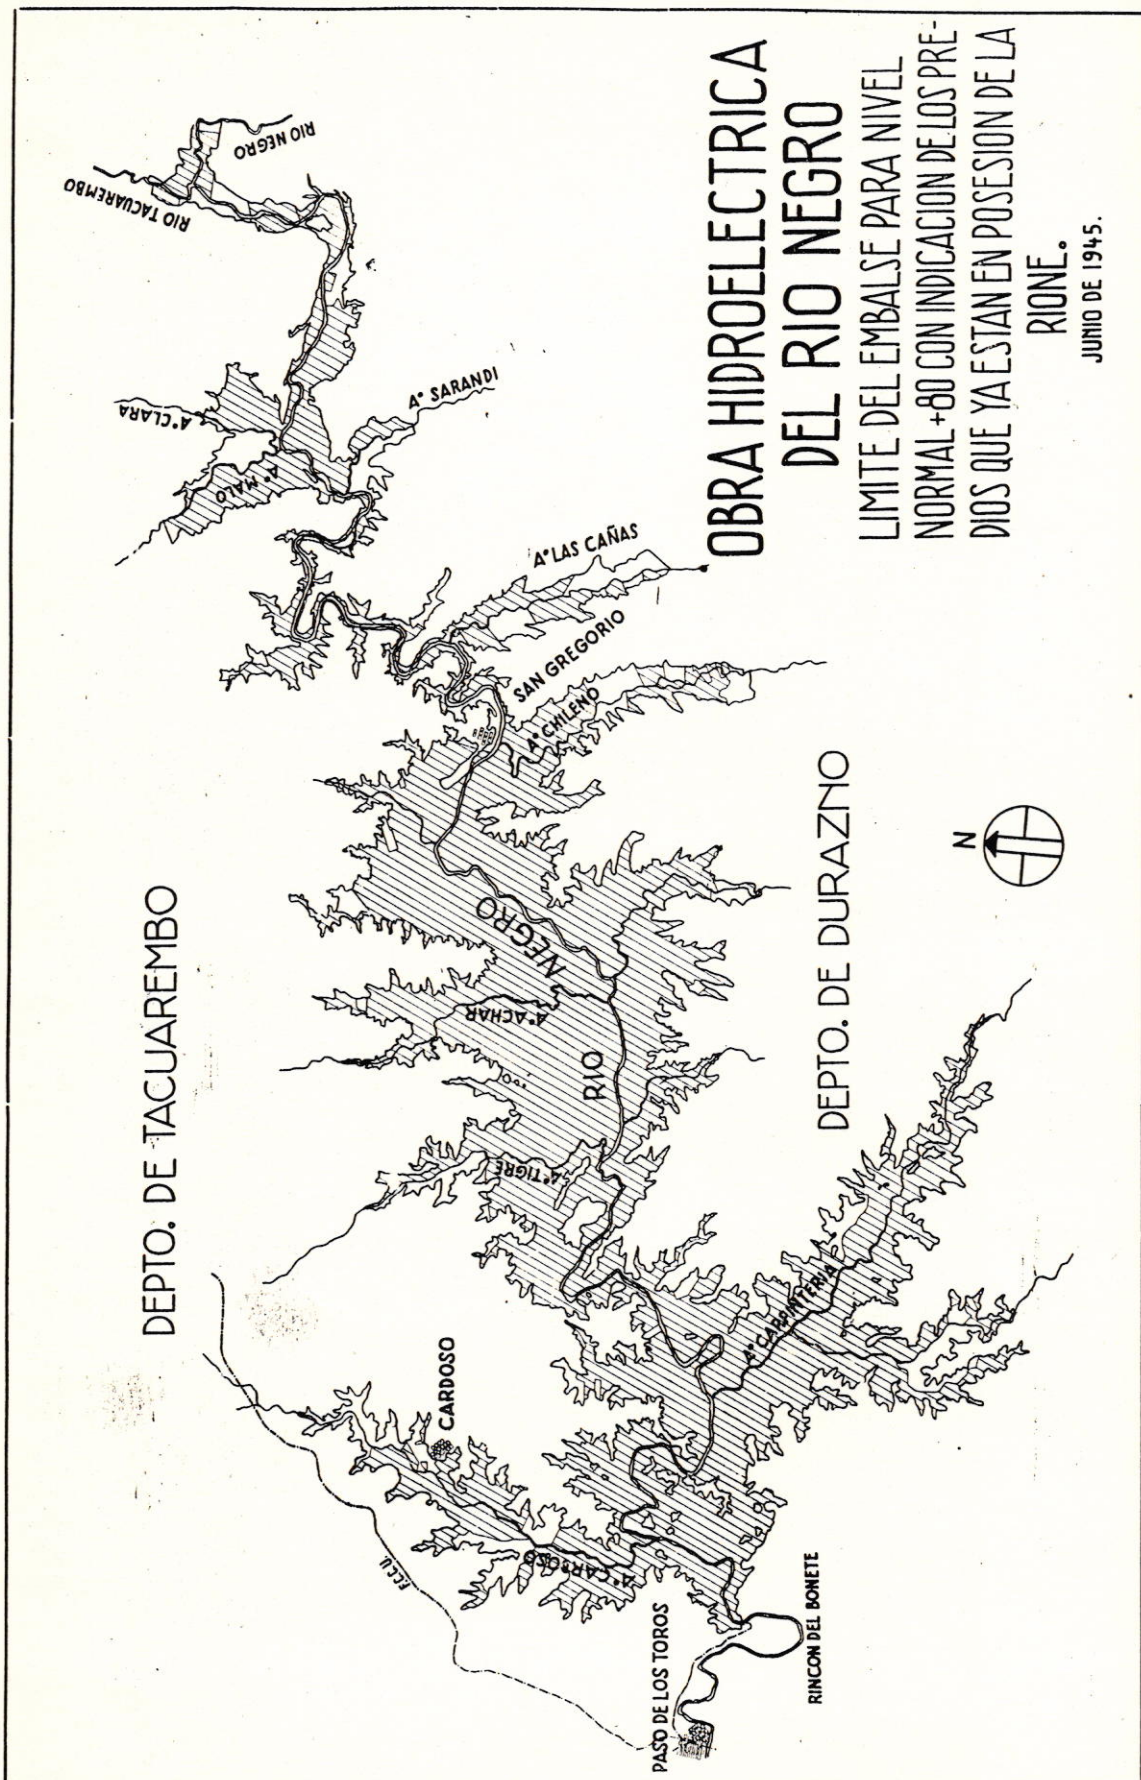 OBRA HIDROELECTRICA
DEL RIO NEGRO
LIMITE DEL EMBALSE PARA NIVEL
NORMAL +80 CON INDICACION DE LOS PRE-
DIOS QUE YA ESTAN EN POSESION DE LA
RIONE.
JUNIO DE 1945.
DEPTO. DE TACUAREMBO
DEPTO. DE DURAZNO
N
RIO TACUAREMBO
RIO NEGRO
A° CLARA
A° MALO
A° SARANDI
A° LAS CAÑAS
SAN GREGORIO
A° CHILENO
RIO
NEGRO
A° ACHAR
A° TIGRE
CARDOSO
A° CARDOSO
A° CARPINTERIA
F.C.C.U.
PASO DE LOS TOROS
RINCON DEL BONETE